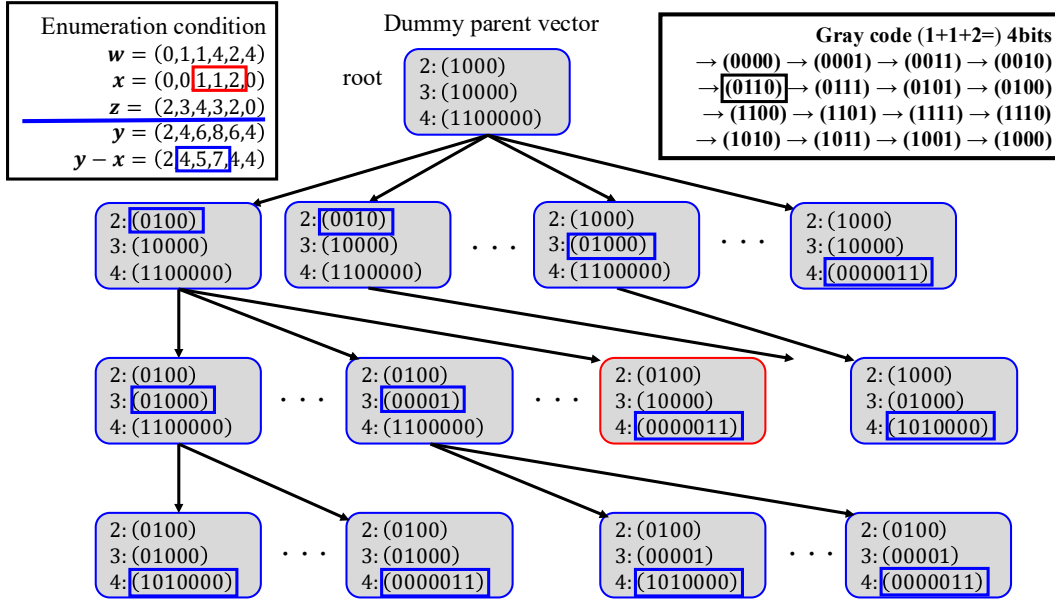 Enumeration condition
w = (0,1,1,4,2,4)
x = (0,0,1,1,2,0)
z = (2,3,4,3,2,0)
y = (2,4,6,8,6,4)
y − x = (2,4,5,7,4,4)
Dummy parent vector
root
2: (1000)
3: (10000)
4: (1100000)
Gray code (1+1+2=) 4bits
→ (0000) → (0001) → (0011) → (0010)
→ (0110) → (0111) → (0101) → (0100)
→ (1100) → (1101) → (1111) → (1110)
→ (1010) → (1011) → (1001) → (1000)
2: (0100)
3: (10000)
4: (1100000)
2: (0010)
3: (10000)
4: (1100000)
· · ·
2: (1000)
3: (01000)
4: (1100000)
· · ·
2: (1000)
3: (10000)
4: (0000011)
2: (0100)
3: (01000)
4: (1100000)
· · ·
2: (0100)
3: (00001)
4: (1100000)
· · ·
2: (0100)
3: (10000)
4: (0000011)
2: (1000)
3: (01000)
4: (1010000)
2: (0100)
3: (01000)
4: (1010000)
· · ·
2: (0100)
3: (01000)
4: (0000011)
2: (0100)
3: (00001)
4: (1010000)
· · ·
2: (0100)
3: (00001)
4: (0000011)